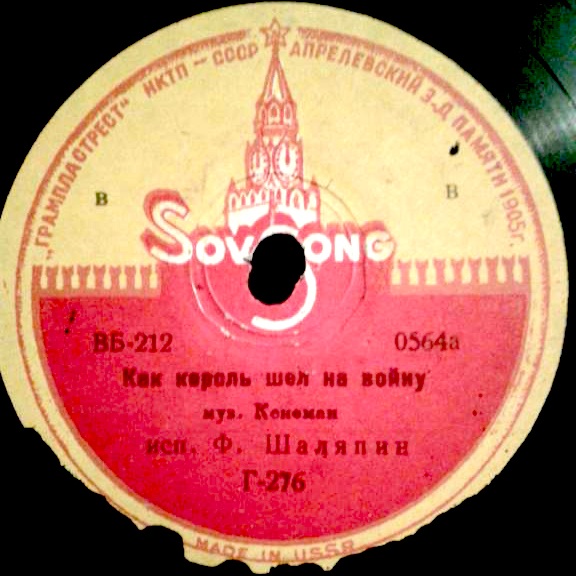 „ГРАМПЛАСТРЕСТ" НКТП — СССР АПРЕЛЕВСКИЙ З-Д ПАМЯТИ 1905г.
В В
SOVSONG
ВБ-212 0564а
Как король шел на войну
муз. Кенеман
исп. Ф. Шаляпин
Г-276
MADE IN USSR